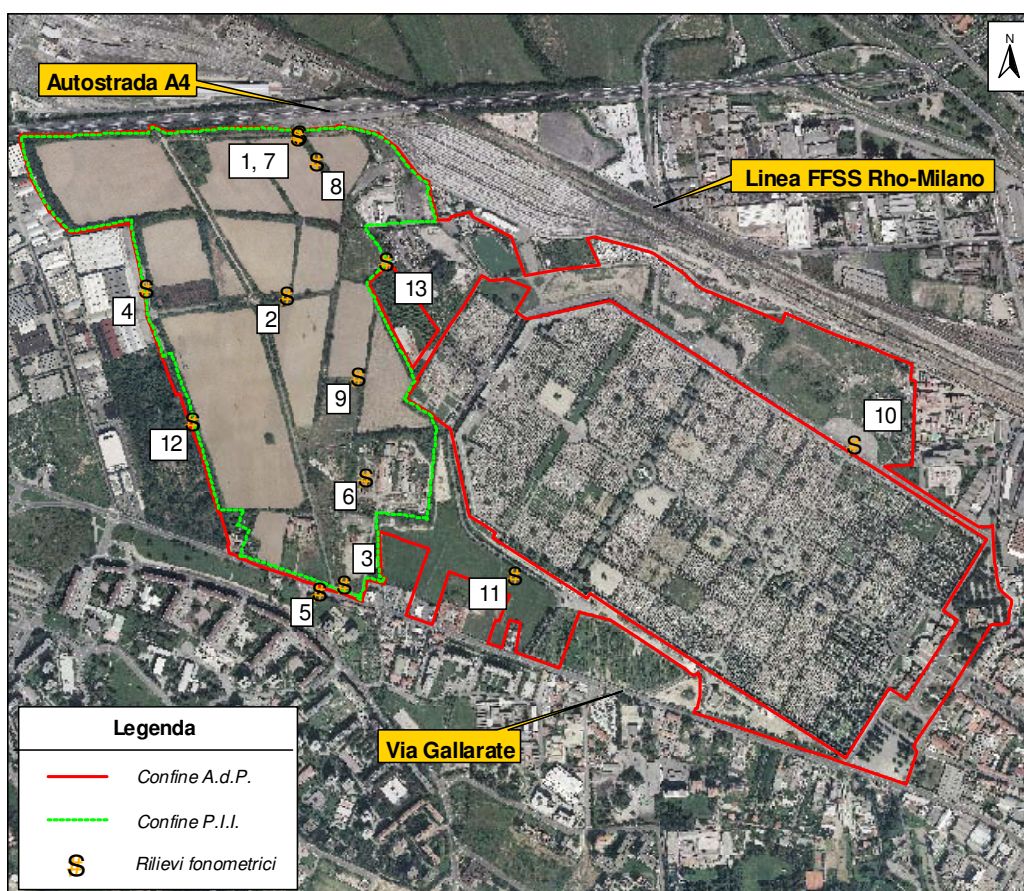 N
Autostrada A4
1, 7
8
Linea FFSS Rho-Milano
13
4
2
9
10
12
6
3
11
5
Via Gallarate
Legenda
Confine A.d.P.
Confine P.I.I.
Rilievi fonometrici